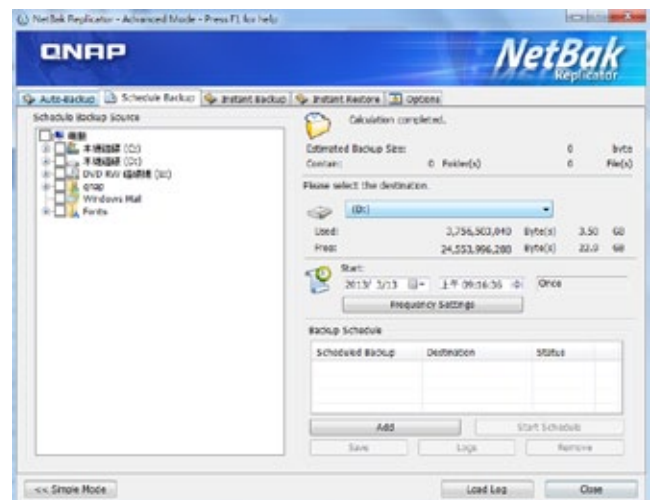 NetBak Replicator - Advanced Mode - Press F1 for help
QNAP
NetBak
Replicator
Auto-Backup
Schedule Backup
Instant Backup
Instant Restore
Options
Schedule Backup Source
(C:)
(D:)
DVD RW
qnap
Windows Mail
Fonts
Calculation completed.
Estimated Backup Size: 0 byte
Contain: 0 Folder(s) 0 File(s)
Please select the destination.
(D:)
Used: 3,756,503,040 Byte(s) 3.50 GB
Free: 24,553,996,288 Byte(s) 22.9 GB
Start:
2013/ 3/13 上午 09:16:36 Once
Frequency Settings
Backup Schedule
Scheduled Backup Destination Status
Add
Start Schedule
Save
Logs
Remove
<< Simple Mode
Load Log
Close